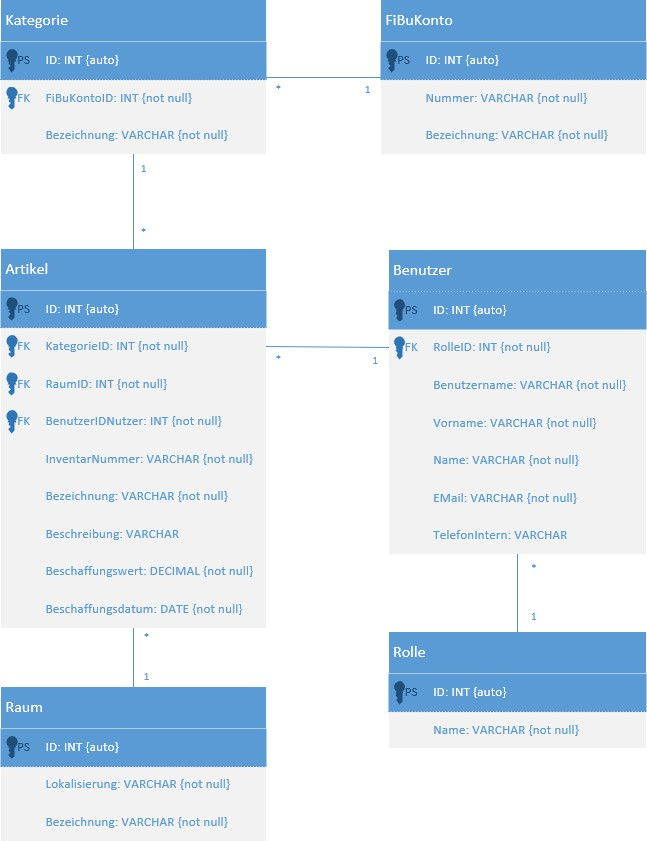 Kategorie
PS ID: INT {auto}
FK FiBuKontoID: INT {not null}
Bezeichnung: VARCHAR {not null}
* 1
FiBuKonto
PS ID: INT {auto}
Nummer: VARCHAR {not null}
Bezeichnung: VARCHAR {not null}
1
*
Artikel
PS ID: INT {auto}
FK KategorieID: INT {not null}
FK RaumID: INT {not null}
FK BenutzerIDNutzer: INT {not null}
InventarNummer: VARCHAR {not null}
Bezeichnung: VARCHAR {not null}
Beschreibung: VARCHAR
Beschaffungswert: DECIMAL {not null}
Beschaffungsdatum: DATE {not null}
* 1
Benutzer
PS ID: INT {auto}
FK RolleID: INT {not null}
Benutzername: VARCHAR {not null}
Vorname: VARCHAR {not null}
Name: VARCHAR {not null}
EMail: VARCHAR {not null}
TelefonIntern: VARCHAR
*
1
Rolle
PS ID: INT {auto}
Name: VARCHAR {not null}
*
1
Raum
PS ID: INT {auto}
Lokalisierung: VARCHAR {not null}
Bezeichnung: VARCHAR {not null}